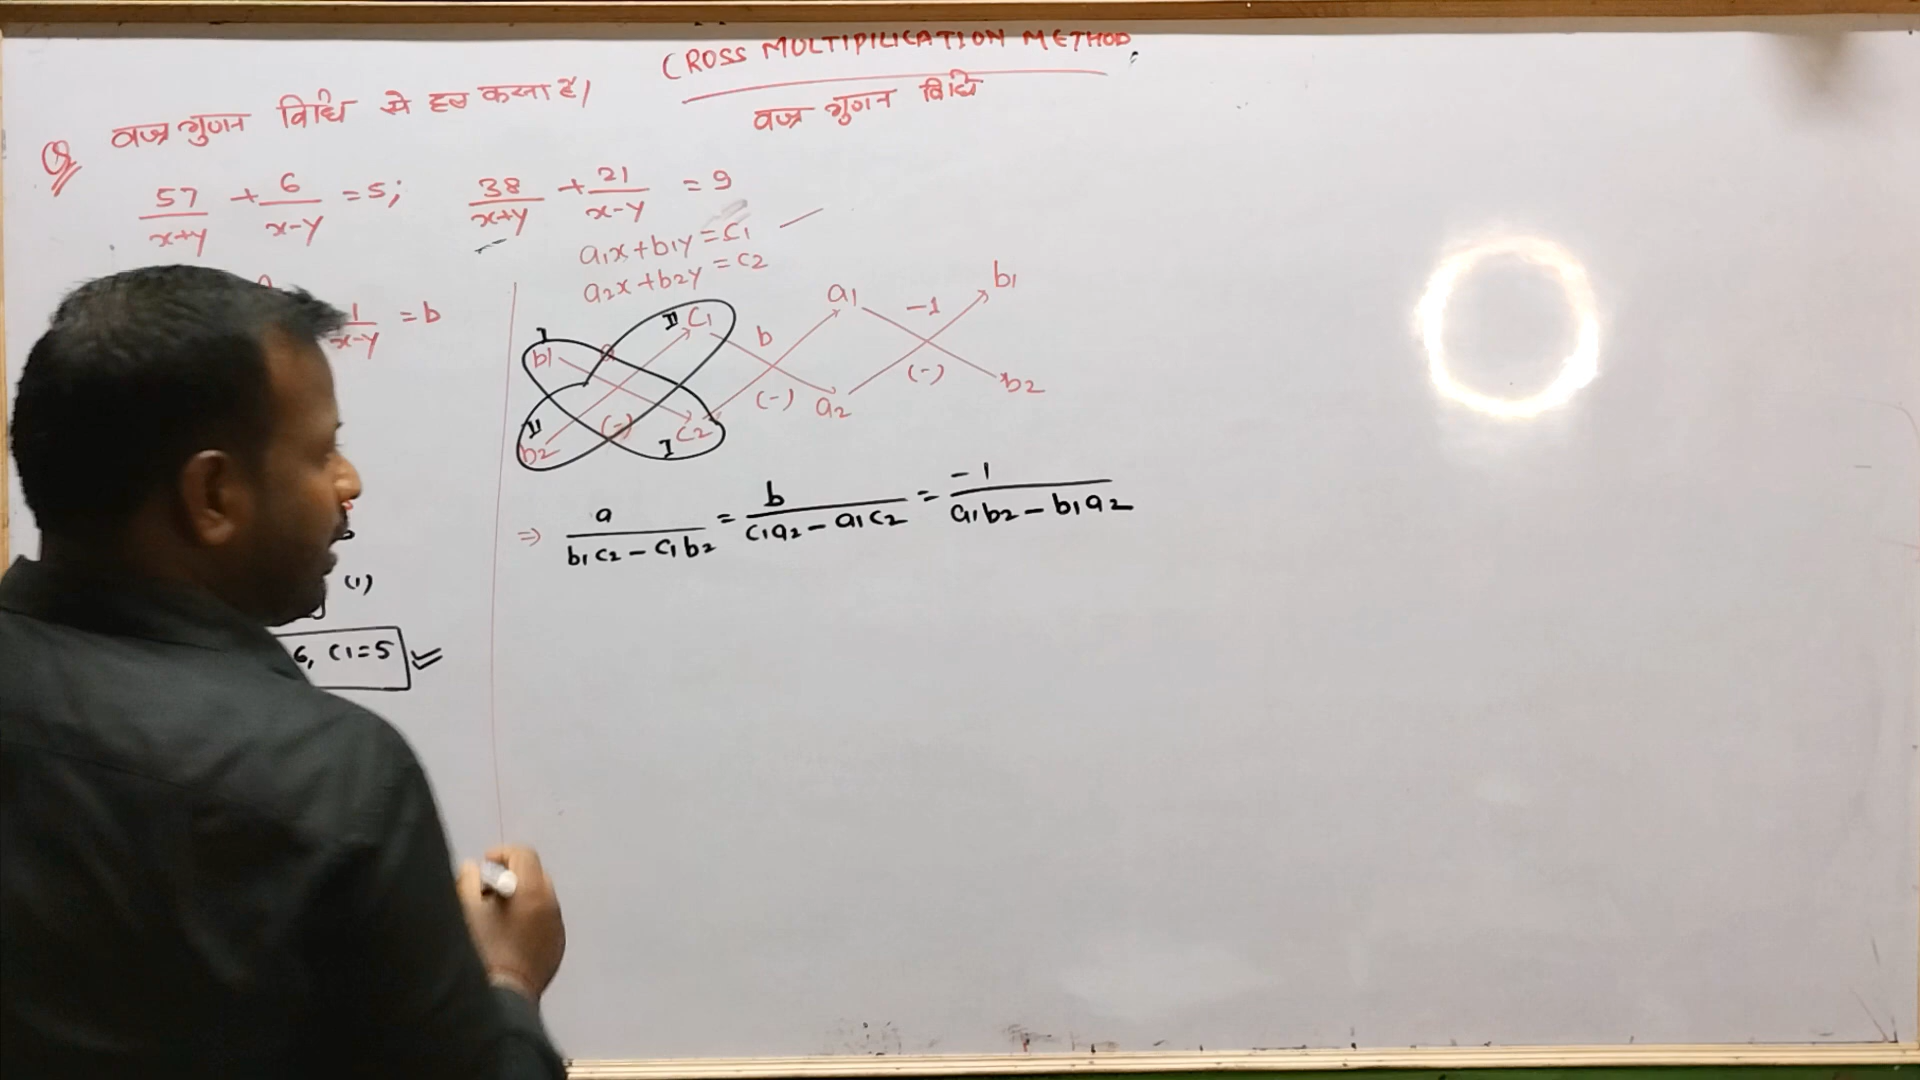 CROSS MULTIPILICATION METHOD
वज्र गुणन विधि
वज्र गुणन विधि से हल करना है।
Q
57/x+y + 6/x-y = 5; 38/x+y + 21/x-y = 9
a1x+b1y = c1
a2x+b2y = c2
1/x-y = b
b1 II c1 b a1 -1 b1
I a
II (-) (-) (-)
b2 I c2 a2 b2
⇒ a/b1c2 - c1b2 = b/c1a2 - a1c2 = -1/a1b2 - b1a2
(1)
6, c1=5